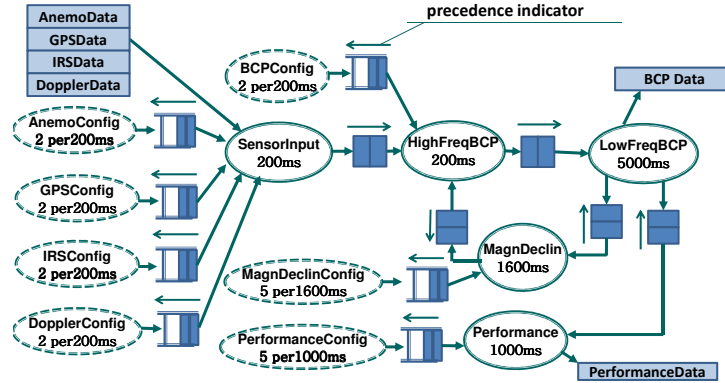 precedence indicator
AnemoData
GPSData
IRSData
DopplerData
BCPConfig
2 per200ms
BCP Data
AnemoConfig
2 per200ms
SensorInput
200ms
HighFreqBCP
200ms
LowFreqBCP
5000ms
GPSConfig
2 per200ms
IRSConfig
2 per200ms
MagnDeclin
1600ms
MagnDeclinConfig
5 per1600ms
DopplerConfig
2 per200ms
PerformanceConfig
5 per1000ms
Performance
1000ms
PerformanceData